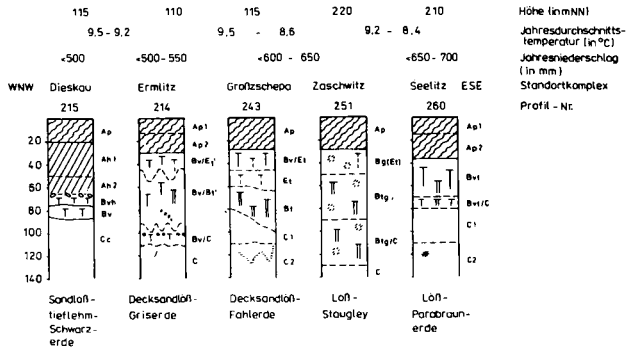 115 110 115 220 210 Höhe (in mNN)
9,5 - 9,2 9,5 - 8,6 9,2 - 8,4 Jahresdurchschnitts-
temperatur (in °C)
<500 <500-550 <600 - 650 <650-700 Jahresniederschlag
(in mm)
WNW Dieskau Ermlitz Großzschepa Zaschwitz Seelitz ESE Standortkomplex
215 214 243 251 260 Profil - Nr.
Ap Ap1 Ap Ap Ap1
20 Ap2 Ap2
40 Ah1 Bv/Et' Bv/Et Bg(Et)
Et Bvt
60 Ah2
Bvh Bv/Bt' Bt Btg,
80 Bv Bvt/C
100 Cc Bv/C C1 Btg/C C1
120 C C2 C2
140 C
Sandlöß-
tieflehm-
Schwarz-
erde
Decksandlöß-
Griserde
Decksandlöß-
Fahlerde
Loß-
Staugley
Löß-
Parabraun-
erde